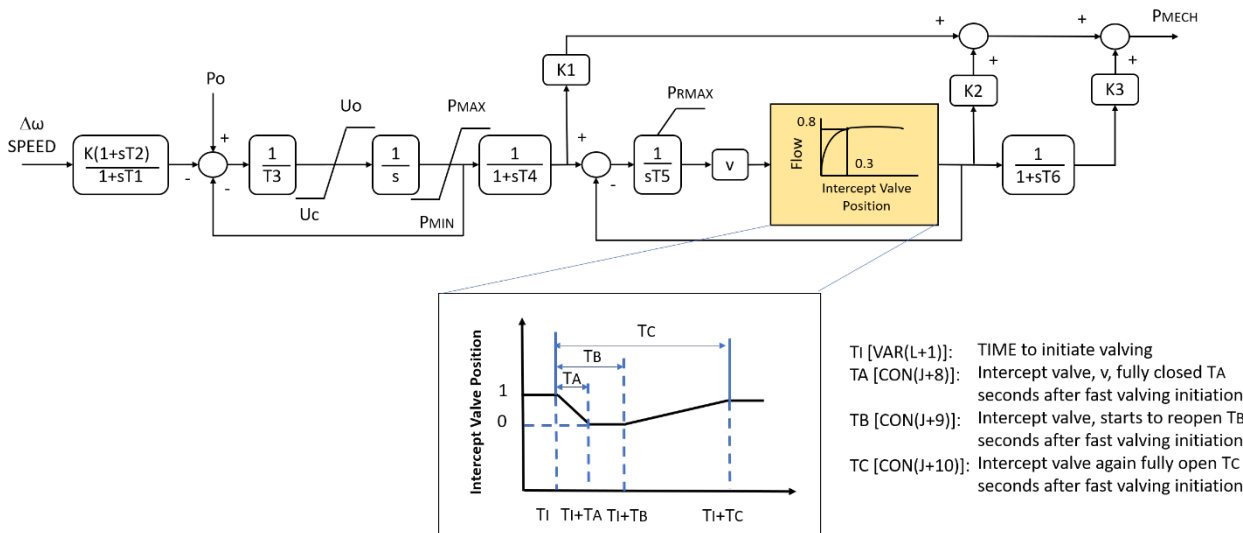 PMECH
K1
K2
K3
Po
Uo
PMAX
PRMAX
Δω
SPEED
K(1+sT2)
1+sT1
1
T3
1
s
1
1+sT4
1
sT5
v
Flow
0.8
0.3
Intercept Valve
Position
1
1+sT6
Uc
PMIN
+
-
-
+
-
+
+
+
+
Intercept Valve Position
1
0
TC
TB
TA
TI
TI+TA
TI+TB
TI+TC
TI [VAR(L+1)]: TIME to initiate valving
TA [CON(J+8)]: Intercept valve, v, fully closed TA
seconds after fast valving initiation
TB [CON(J+9)]: Intercept valve, starts to reopen TB
seconds after fast valving initiation
TC [CON(J+10)]: Intercept valve again fully open TC
seconds after fast valving initiation